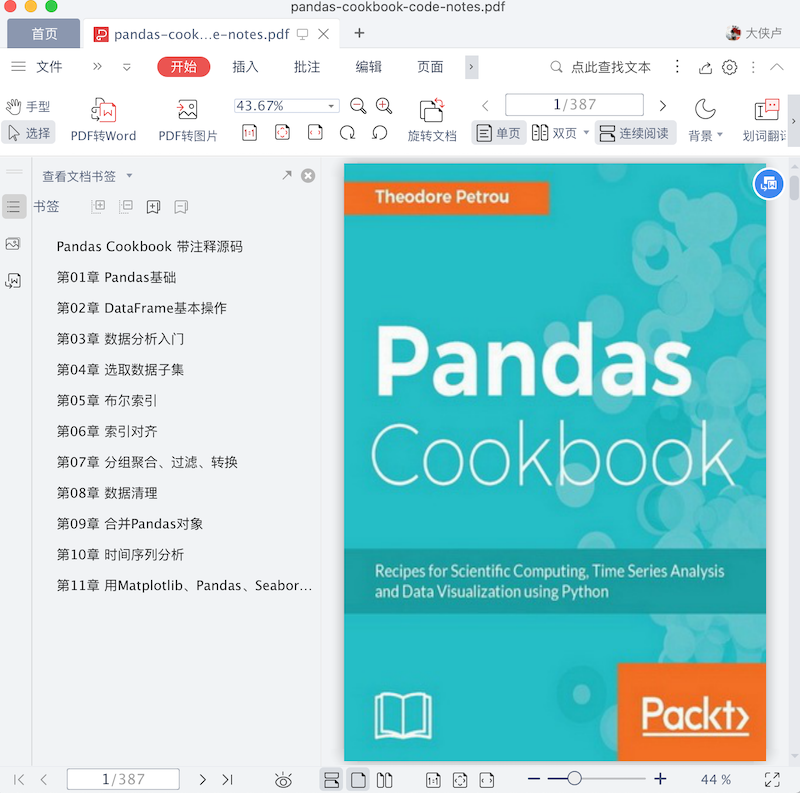 pandas-cookbook-code-notes.pdf
首页
pandas-cook...e-notes.pdf
大侠卢
文件
开始
插入
批注
编辑
页面
点此查找文本
手型
选择
PDF转Word
PDF转图片
43.67%
1:1
旋转文档
1/387
单页
双页
连续阅读
背景
划词翻译
查看文档书签
书签
Pandas Cookbook 带注释源码
第01章 Pandas基础
第02章 DataFrame基本操作
第03章 数据分析入门
第04章 选取数据子集
第05章 布尔索引
第06章 索引对齐
第07章 分组聚合、过滤、转换
第08章 数据清理
第09章 合并Pandas对象
第10章 时间序列分析
第11章 用Matplotlib、Pandas、Seabor...
Theodore Petrou
Pandas
Cookbook
Recipes for Scientific Computing, Time Series Analysis
and Data Visualization using Python
Packt>
1/387
1:1
44 %